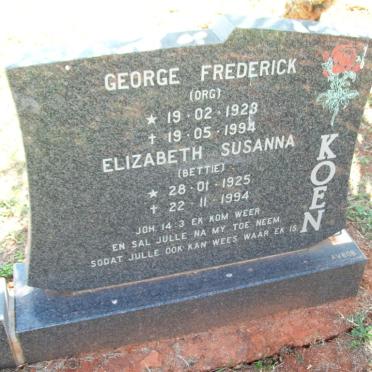 GEORGE FREDERICK
(ORG)
★ 19·02·1923
✝ 19·05·1994
ELIZABETH SUSANNA
(BETTIE)
★ 28·01·1925
✝ 22·11·1994
JOH. 14:3 EK KOM WEER
EN SAL JULLE NA MY TOE NEEM
SODAT JULLE OOK KAN WEES WAAR EK IS
KOEN